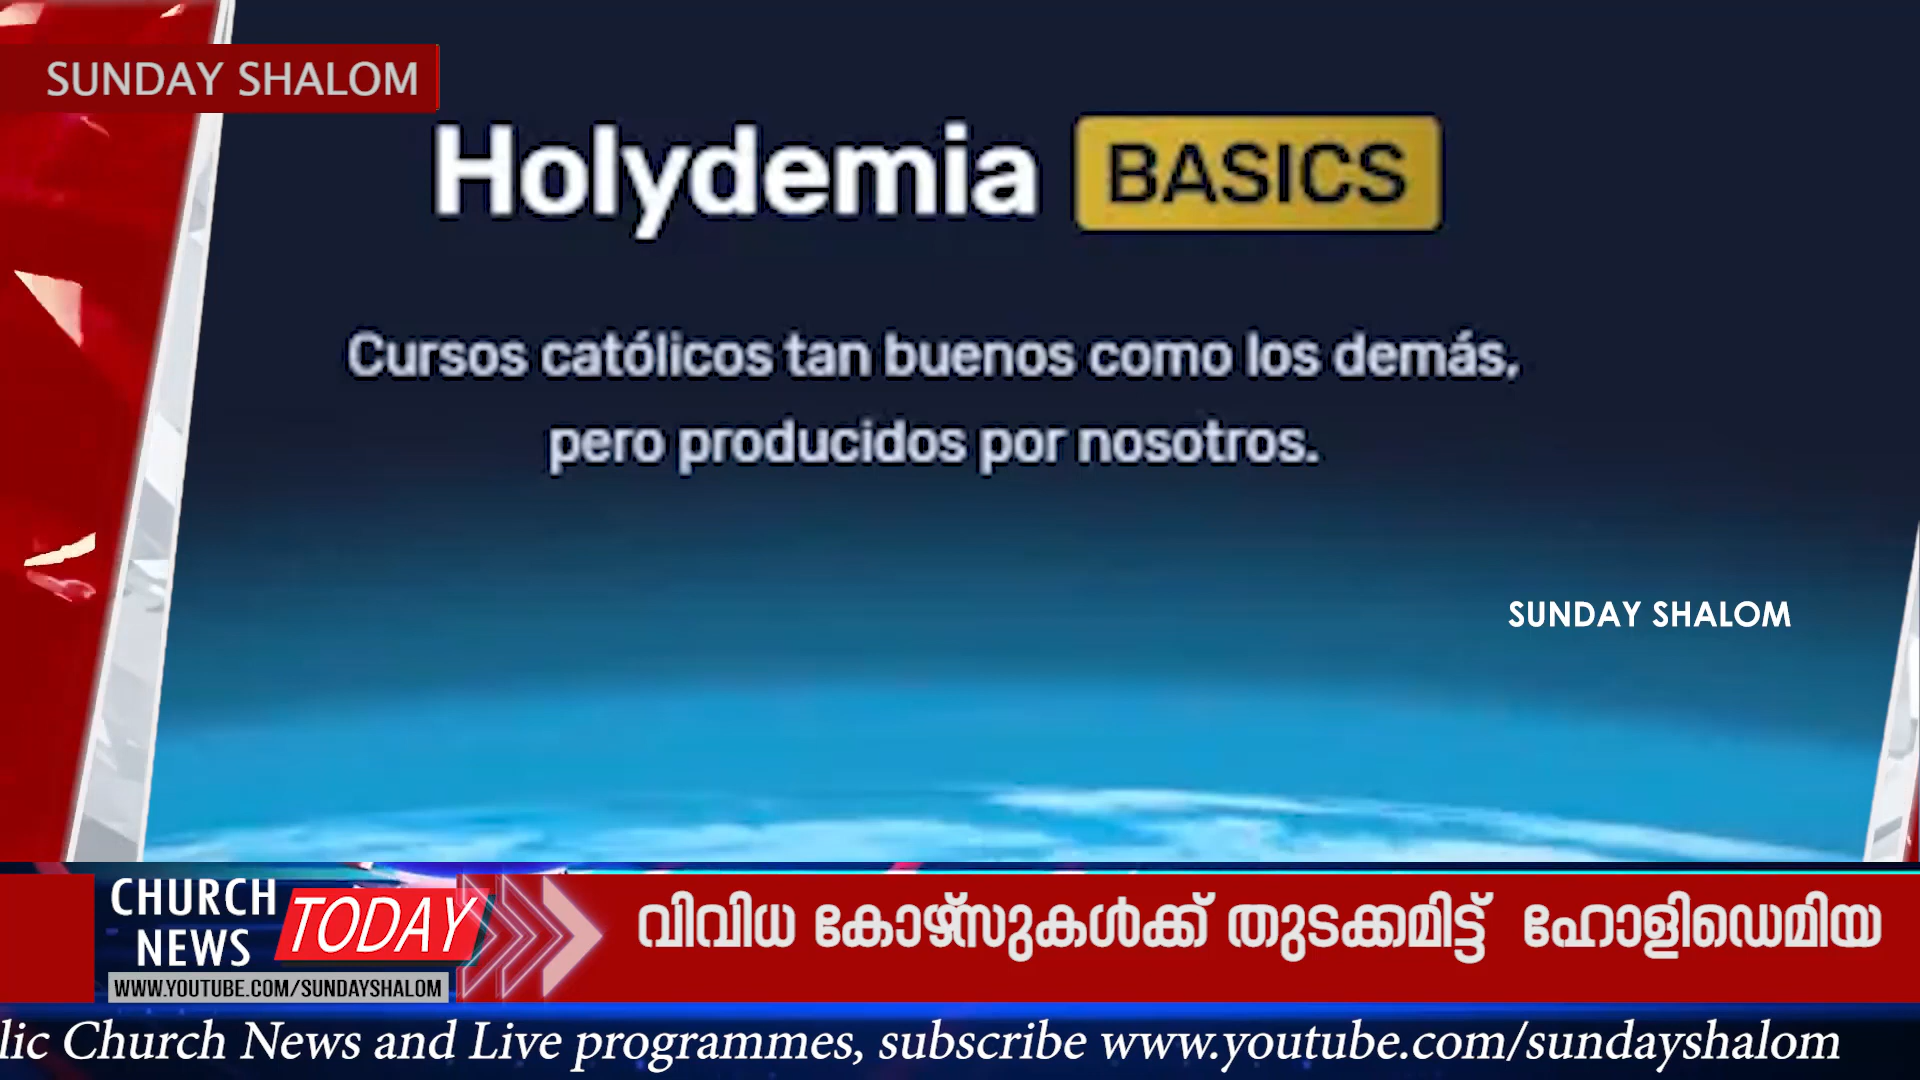 SUNDAY SHALOM
Holydemia BASICS
Cursos católicos tan buenos como los demás,
pero producidos por nosotros.
SUNDAY SHALOM
CHURCH
NEWS
TODAY
WWW.YOUTUBE.COM/SUNDAYSHALOM
വിവിധ കോഴ്സുകൾക്ക് തുടക്കമിട്ട് ഹോളിഡെമിയ
lic Church News and Live programmes, subscribe www.youtube.com/sundayshalom